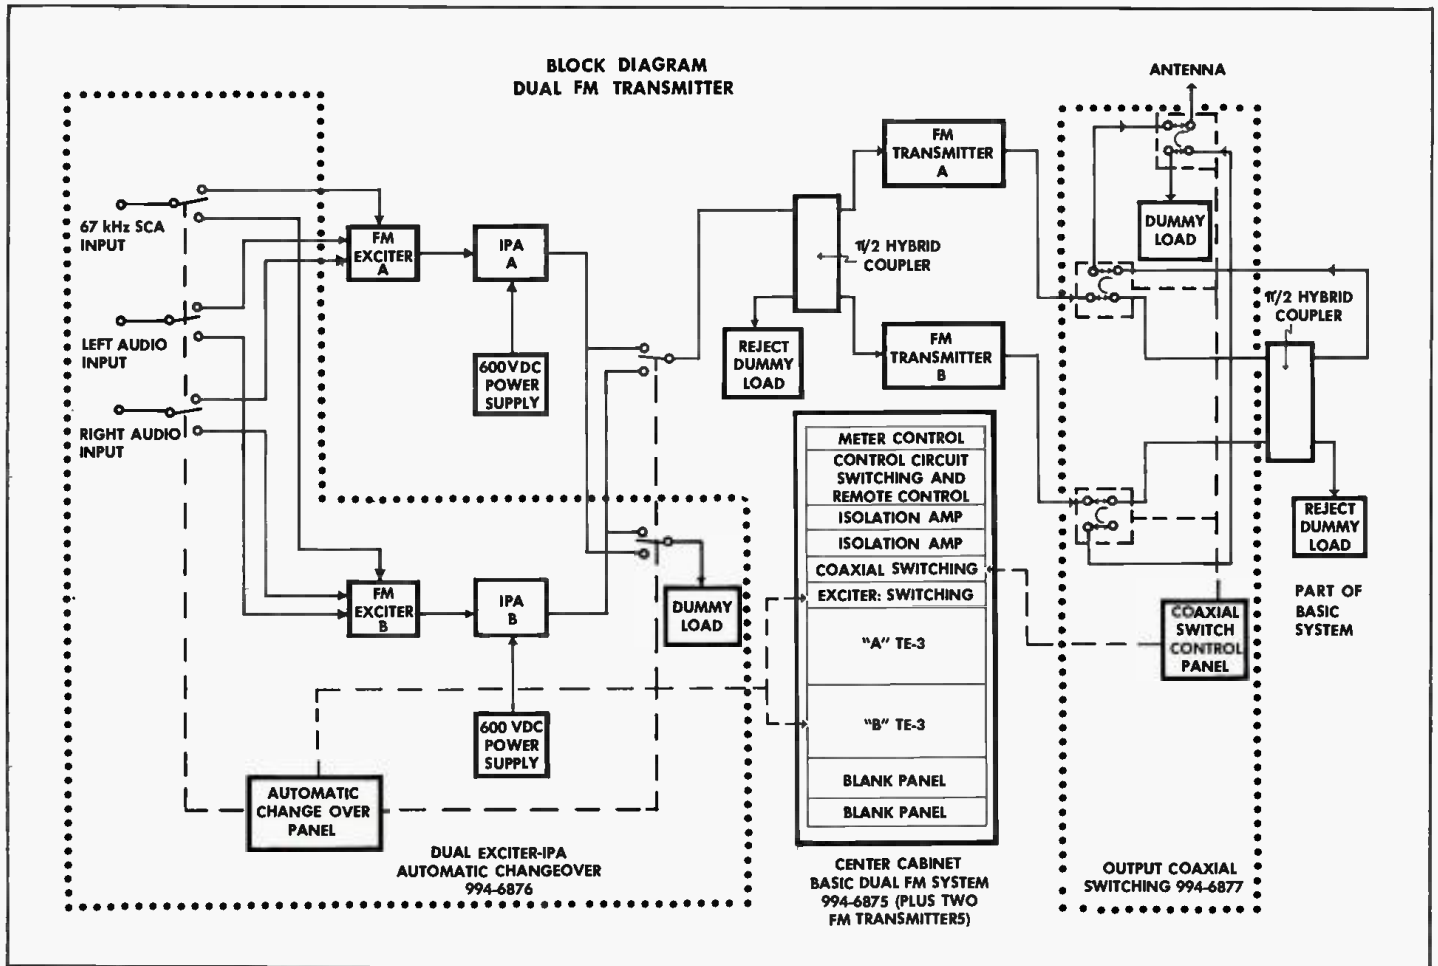 BLOCK DIAGRAM
DUAL FM TRANSMITTER
ANTENNA
67 kHz SCA
INPUT
LEFT AUDIO
INPUT
RIGHT AUDIO
INPUT
FM
EXCITER
A
IPA
A
600VDC
POWER
SUPPLY
FM
EXCITER
B
IPA
B
600 VDC
POWER
SUPPLY
DUMMY
LOAD
AUTOMATIC
CHANGE OVER
PANEL
DUAL EXCITER-IPA
AUTOMATIC CHANGEOVER
994-6876
π/2 HYBRID
COUPLER
REJECT
DUMMY
LOAD
FM
TRANSMITTER
A
FM
TRANSMITTER
B
METER CONTROL
CONTROL CIRCUIT
SWITCHING AND
REMOTE CONTROL
ISOLATION AMP
ISOLATION AMP
COAXIAL SWITCHING
EXCITER: SWITCHING
"A" TE-3
"B" TE-3
BLANK PANEL
BLANK PANEL
CENTER CABINET
BASIC DUAL FM SYSTEM
994-6875 (PLUS TWO
FM TRANSMITTERS)
DUMMY
LOAD
π/2 HYBRID
COUPLER
REJECT
DUMMY
LOAD
PART OF
BASIC
SYSTEM
COAXIAL
SWITCH
CONTROL
PANEL
OUTPUT COAXIAL
SWITCHING 994-6877